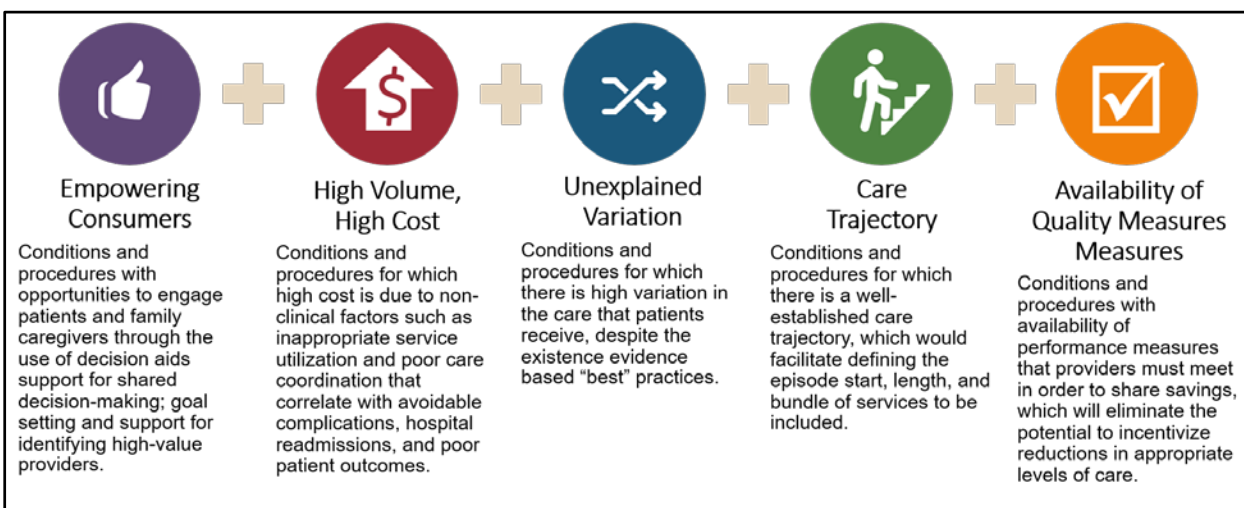 $
Empowering
Consumers
Conditions and
procedures with
opportunities to engage
patients and family
caregivers through the
use of decision aids
support for shared
decision-making; goal
setting and support for
identifying high-value
providers.
High Volume,
High Cost
Conditions and
procedures for which
high cost is due to non-
clinical factors such as
inappropriate service
utilization and poor care
coordination that
correlate with avoidable
complications, hospital
readmissions, and poor
patient outcomes.
Unexplained
Variation
Conditions and
procedures for which
there is high variation in
the care that patients
receive, despite the
existence evidence
based “best” practices.
Care
Trajectory
Conditions and
procedures for which
there is a well-
established care
trajectory, which would
facilitate defining the
episode start, length, and
bundle of services to be
included.
Availability of
Quality Measures
Measures
Conditions and
procedures with
availability of
performance measures
that providers must meet
in order to share savings,
which will eliminate the
potential to incentivize
reductions in appropriate
levels of care.